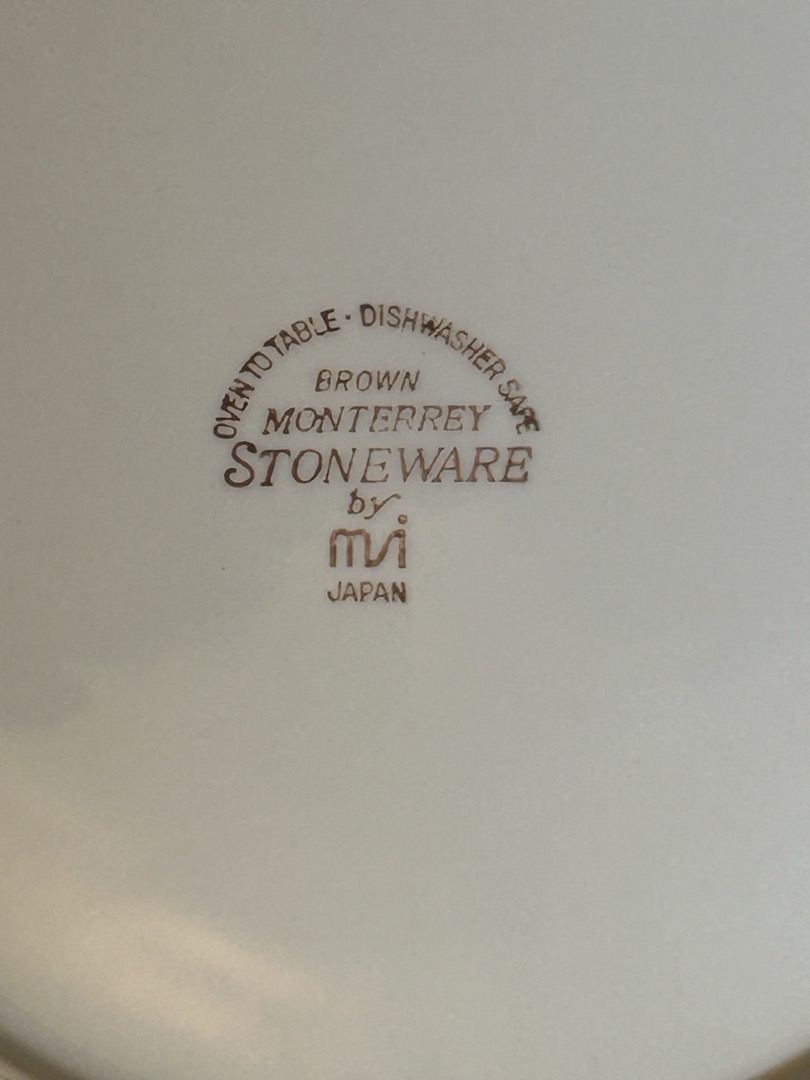 OVEN TO TABLE · DISHWASHER SAFE
BROWN
MONTERREY
STONEWARE
by
msi
JAPAN